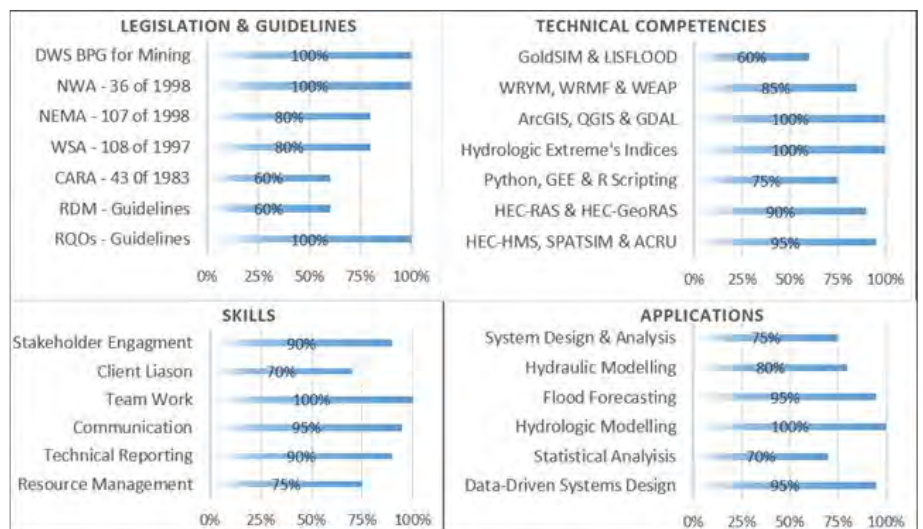 LEGISLATION & GUIDELINES
DWS BPG for Mining 100%
NWA - 36 of 1998 100%
NEMA - 107 of 1998 80%
WSA - 108 of 1997 80%
CARA - 43 0f 1983 60%
RDM - Guidelines 60%
RQOs - Guidelines 100%
0% 25% 50% 75% 100%
TECHNICAL COMPETENCIES
GoldSIM & LISFLOOD 60%
WRYM, WRMF & WEAP 85%
ArcGIS, QGIS & GDAL 100%
Hydrologic Extreme's Indices 100%
Python, GEE & R Scripting 75%
HEC-RAS & HEC-GeoRAS 90%
HEC-HMS, SPATSIM & ACRU 95%
0% 25% 50% 75% 100%
SKILLS
Stakeholder Engagment 90%
Client Liason 70%
Team Work 100%
Communication 95%
Technical Reporting 90%
Resource Management 75%
0% 25% 50% 75% 100%
APPLICATIONS
System Design & Analysis 75%
Hydraulic Modelling 80%
Flood Forecasting 95%
Hydrologic Modelling 100%
Statistical Analyisis 70%
Data-Driven Systems Design 95%
0% 25% 50% 75% 100%